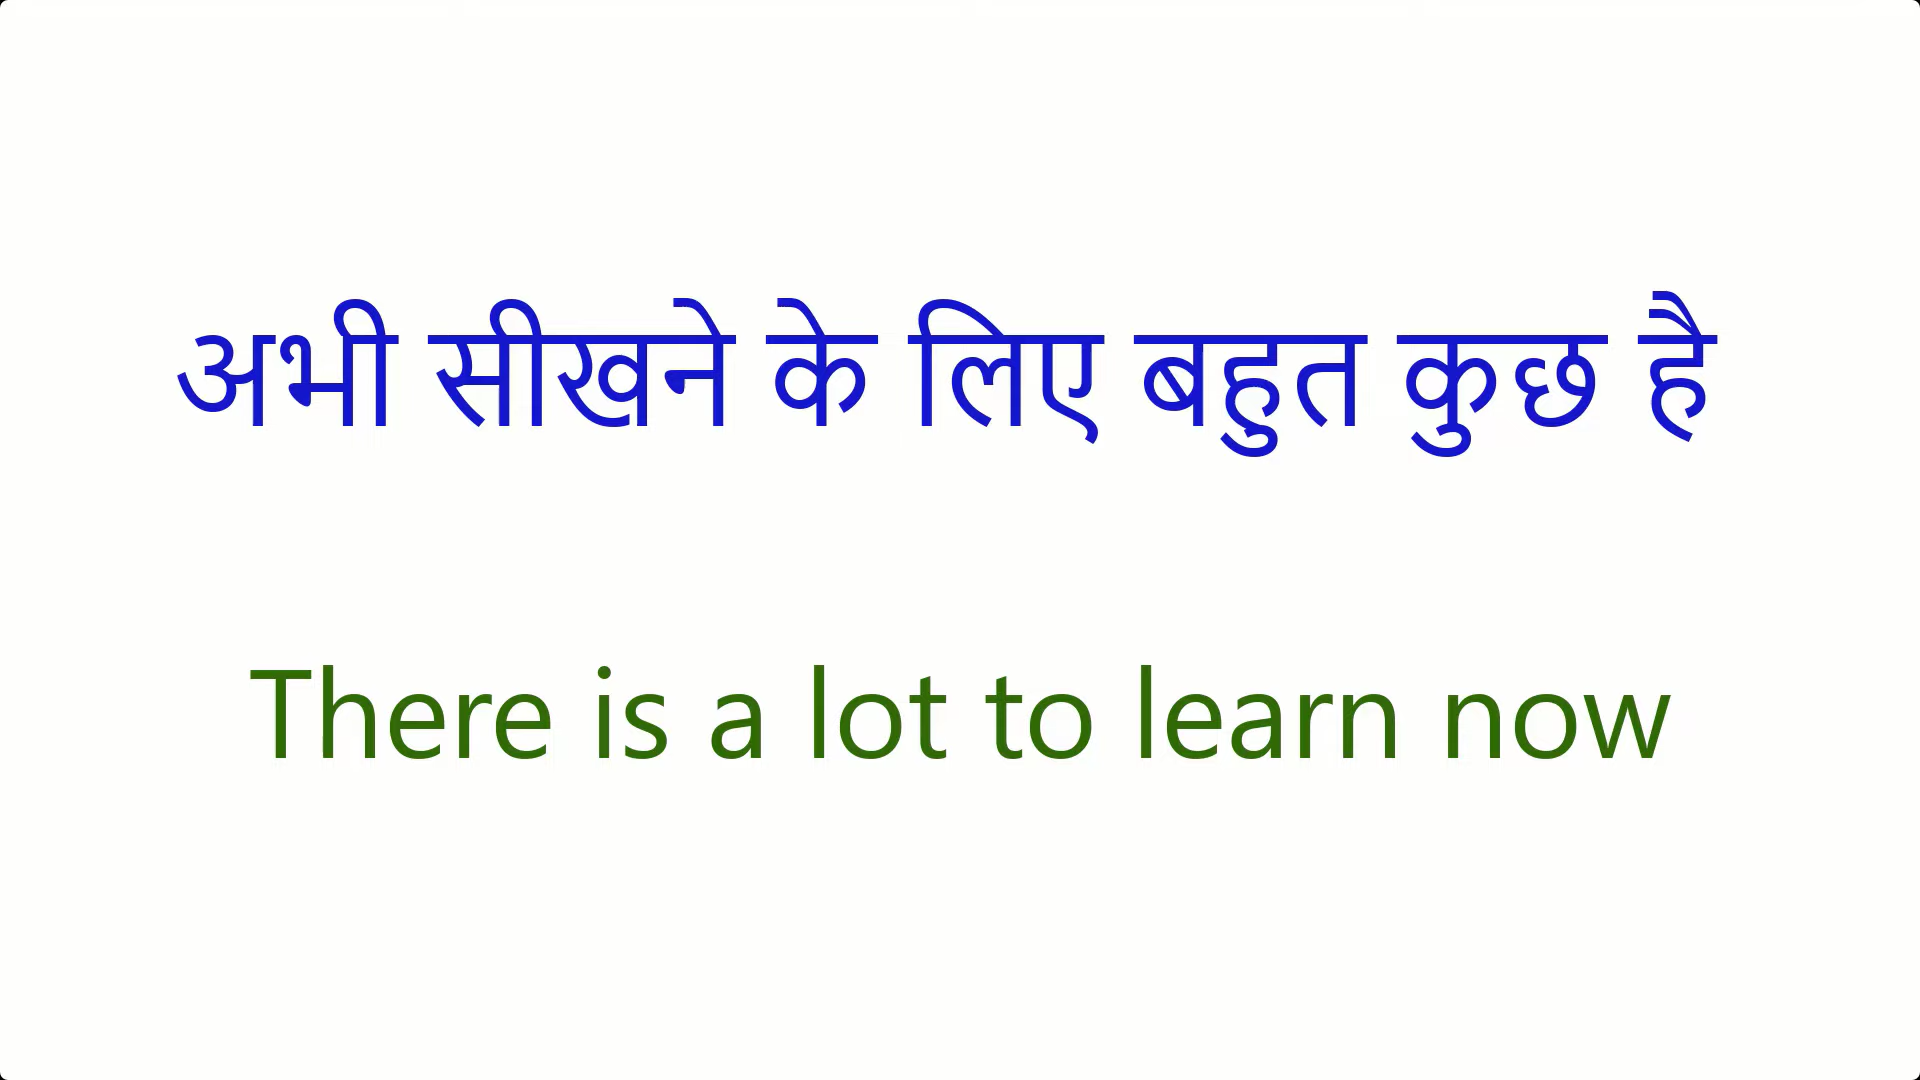 अभी सीखने के लिए बहुत कुछ है
There is a lot to learn now